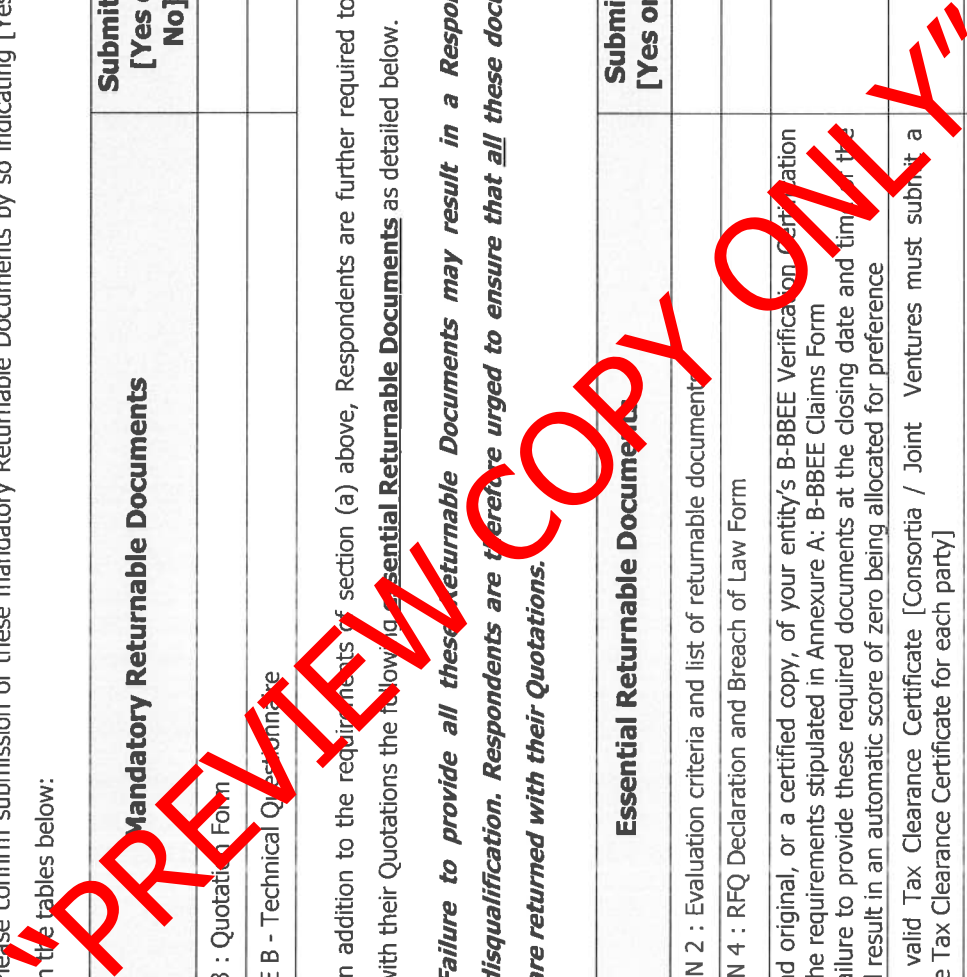 ease confirm submission of these mandatory Returnable Documents by so indicating [Yes
n the tables below:
Mandatory Returnable Documents
Submit
[Yes o
No]
3 : Quotation Form
E B - Technical Questionnaire
n addition to the requirements of section (a) above, Respondents are further required to
with their Quotations the following essential Returnable Documents as detailed below.
Failure to provide all these Returnable Documents may result in a Respon
disqualification. Respondents are therefore urged to ensure that all these docu
are returned with their Quotations.
Essential Returnable Documents
Submi
[Yes or
N 2 : Evaluation criteria and list of returnable documents
N 4 : RFQ Declaration and Breach of Law Form
d original, or a certified copy, of your entity's B-BBEE Verification Certification
he requirements stipulated in Annexure A: B-BBEE Claims Form
ailure to provide these required documents at the closing date and time of the
l result in an automatic score of zero being allocated for preference
valid Tax Clearance Certificate [Consortia / Joint Ventures must submit a
e Tax Clearance Certificate for each party]
"PREVIEW COPY ONLY"